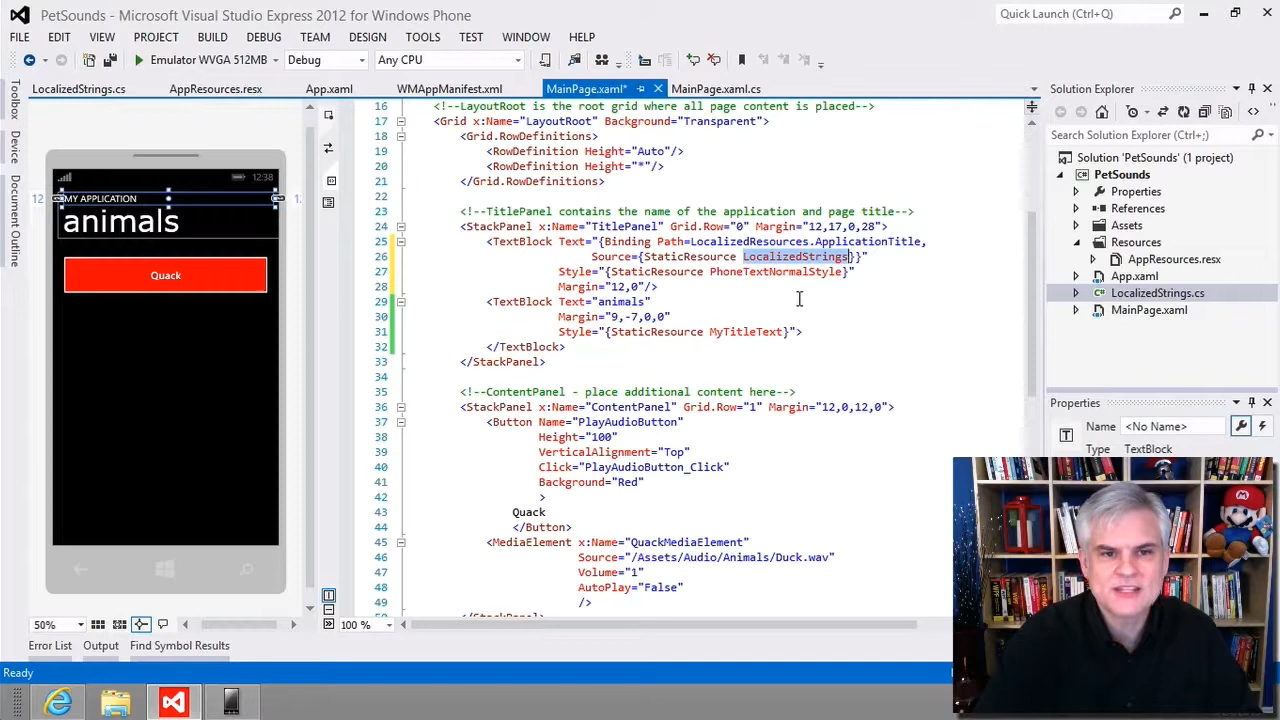 PetSounds - Microsoft Visual Studio Express 2012 for Windows Phone
Quick Launch (Ctrl+Q)
FILE EDIT VIEW PROJECT BUILD DEBUG TEAM DESIGN TOOLS TEST WINDOW HELP
Emulator WVGA 512MB Debug Any CPU
LocalizedStrings.cs AppResources.resx App.xaml WMAppManifest.xml MainPage.xaml* MainPage.xaml.cs
Toolbox
Device
Document Outline
12:38
12
MY APPLICATION
animals
Quack
50%
16 <!--LayoutRoot is the root grid where all page content is placed-->
17 <Grid x:Name="LayoutRoot" Background="Transparent">
18 <Grid.RowDefinitions>
19 <RowDefinition Height="Auto"/>
20 <RowDefinition Height="*"/>
21 </Grid.RowDefinitions>
22
23 <!--TitlePanel contains the name of the application and page title-->
24 <StackPanel x:Name="TitlePanel" Grid.Row="0" Margin="12,17,0,28">
25 <TextBlock Text="{Binding Path=LocalizedResources.ApplicationTitle,
26 Source={StaticResource LocalizedStrings}}"
27 Style="{StaticResource PhoneTextNormalStyle}"
28 Margin="12,0"/>
29 <TextBlock Text="animals"
30 Margin="9,-7,0,0"
31 Style="{StaticResource MyTitleText}">
32 </TextBlock>
33 </StackPanel>
34
35 <!--ContentPanel - place additional content here-->
36 <StackPanel x:Name="ContentPanel" Grid.Row="1" Margin="12,0,12,0">
37 <Button Name="PlayAudioButton"
38 Height="100"
39 VerticalAlignment="Top"
40 Click="PlayAudioButton_Click"
41 Background="Red"
42 >
43 Quack
44 </Button>
45 <MediaElement x:Name="QuackMediaElement"
46 Source="/Assets/Audio/Animals/Duck.wav"
47 Volume="1"
48 AutoPlay="False"
49 />
</StackPanel>
100 %
Solution Explorer
Search Solution Explorer (Ctrl+;)
Solution 'PetSounds' (1 project)
PetSounds
Properties
References
Assets
Resources
AppResources.resx
App.xaml
LocalizedStrings.cs
MainPage.xaml
Properties
Name <No Name>
Type TextBlock
Error List Output Find Symbol Results
Ready